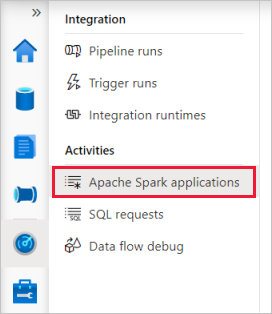 Integration
Pipeline runs
Trigger runs
Integration runtimes
Activities
Apache Spark applications
SQL requests
Data flow debug